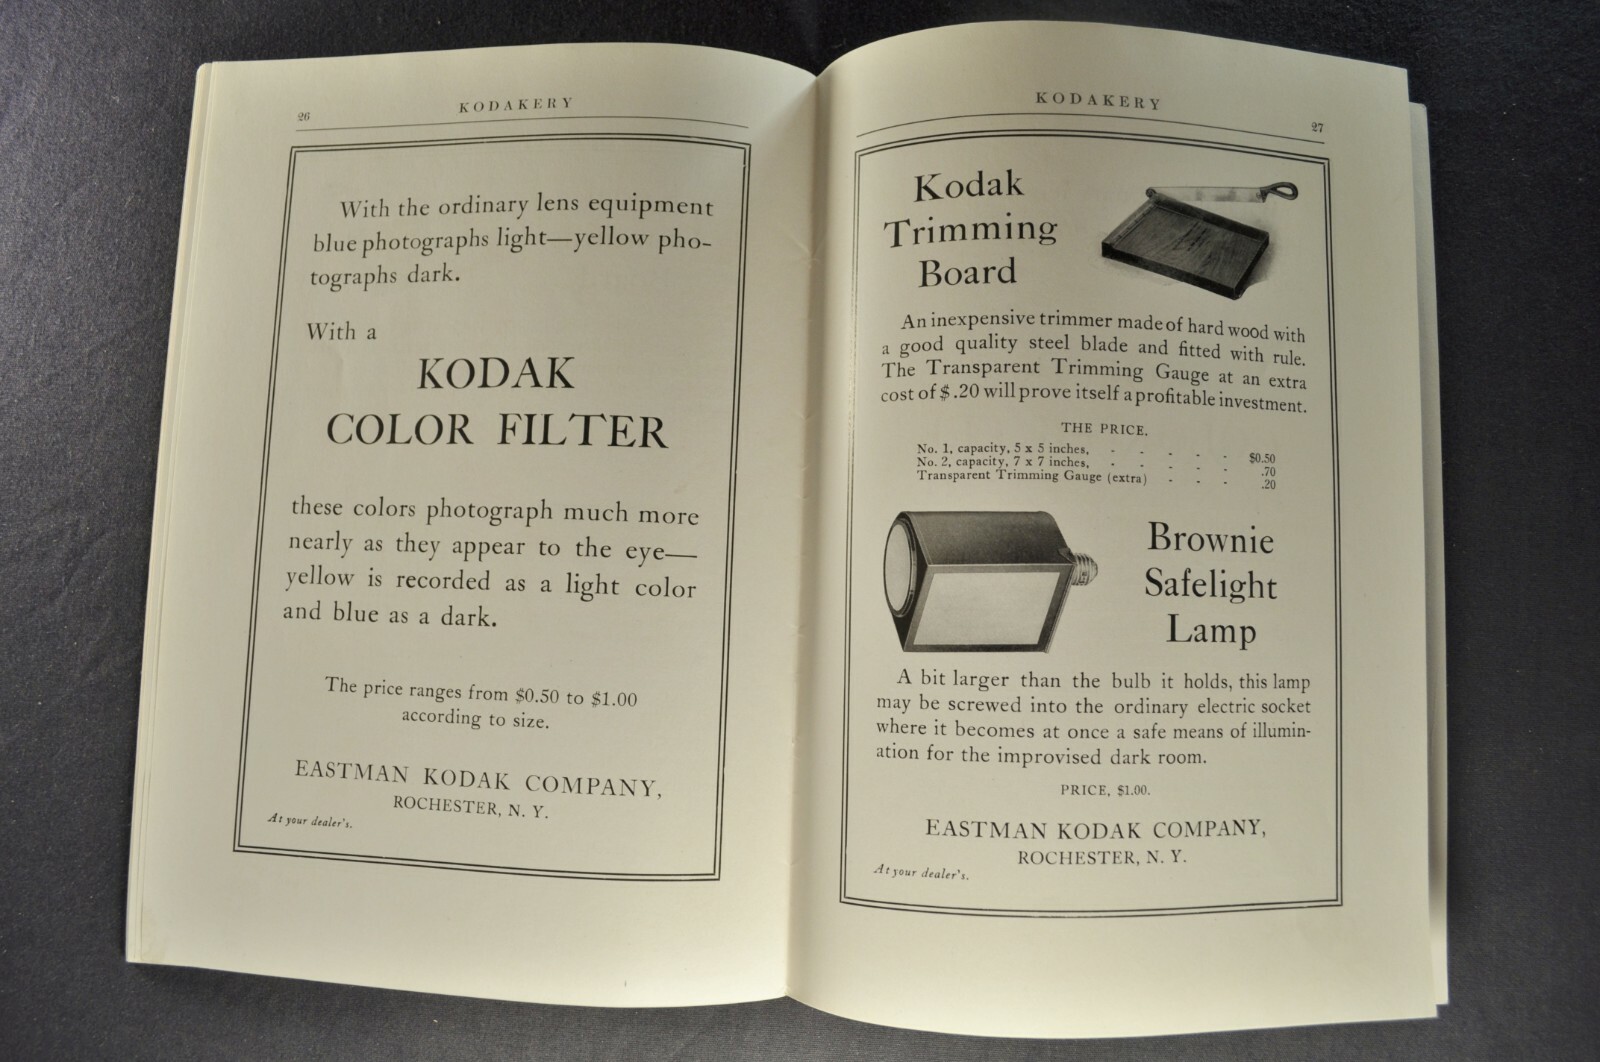 26
KODAKERY
With the ordinary lens equipment
blue photographs light—yellow pho-
tographs dark.
With a
KODAK
COLOR FILTER
these colors photograph much more
nearly as they appear to the eye—
yellow is recorded as a light color
and blue as a dark.
The price ranges from $0.50 to $1.00
according to size.
EASTMAN KODAK COMPANY,
ROCHESTER, N. Y.
At your dealer's.
KODAKERY
27
Kodak
Trimming
Board
An inexpensive trimmer made of hard wood with
a good quality steel blade and fitted with rule.
The Transparent Trimming Gauge at an extra
cost of $.20 will prove itself a profitable investment.
THE PRICE.
No. 1, capacity, 5 x 5 inches, - - - - - $0.50
No. 2, capacity, 7 x 7 inches, - - - - - .70
Transparent Trimming Gauge (extra) - - - .20
Brownie
Safelight
Lamp
A bit larger than the bulb it holds, this lamp
may be screwed into the ordinary electric socket
where it becomes at once a safe means of illumin-
ation for the improvised dark room.
PRICE, $1.00.
EASTMAN KODAK COMPANY,
ROCHESTER, N. Y.
At your dealer's.